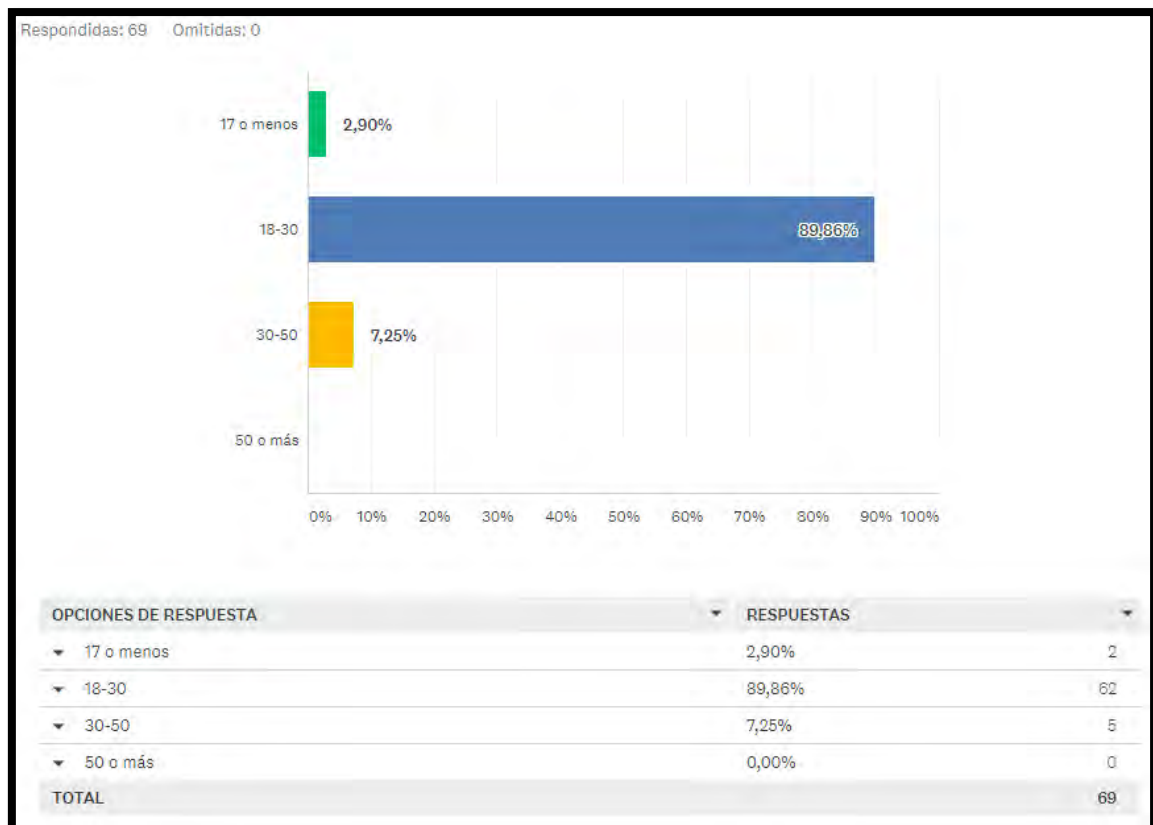 Respondidas: 69 Omitidas: 0
17 o menos 2,90%
18-30 89,86%
30-50 7,25%
50 o más
0% 10% 20% 30% 40% 50% 60% 70% 80% 90% 100%
OPCIONES DE RESPUESTA RESPUESTAS
17 o menos 2,90% 2
18-30 89,86% 62
30-50 7,25% 5
50 o más 0,00% 0
TOTAL 69